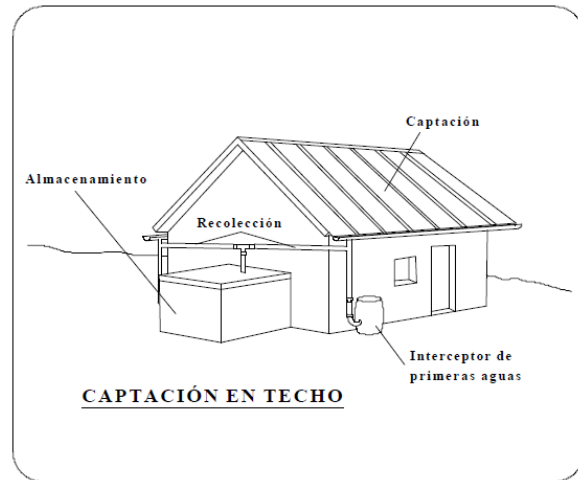 Captación
Almacenamiento
Recolección
Interceptor de
primeras aguas
CAPTACIÓN EN TECHO